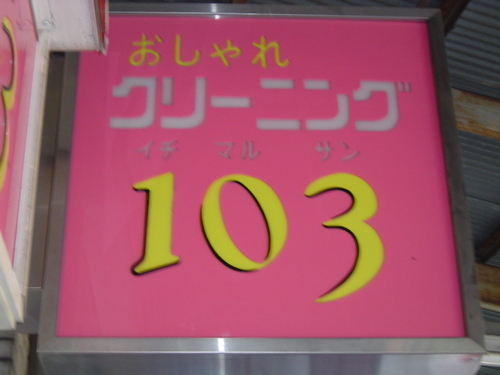 おしゃれ
クリーニング
イチ マル サン
103